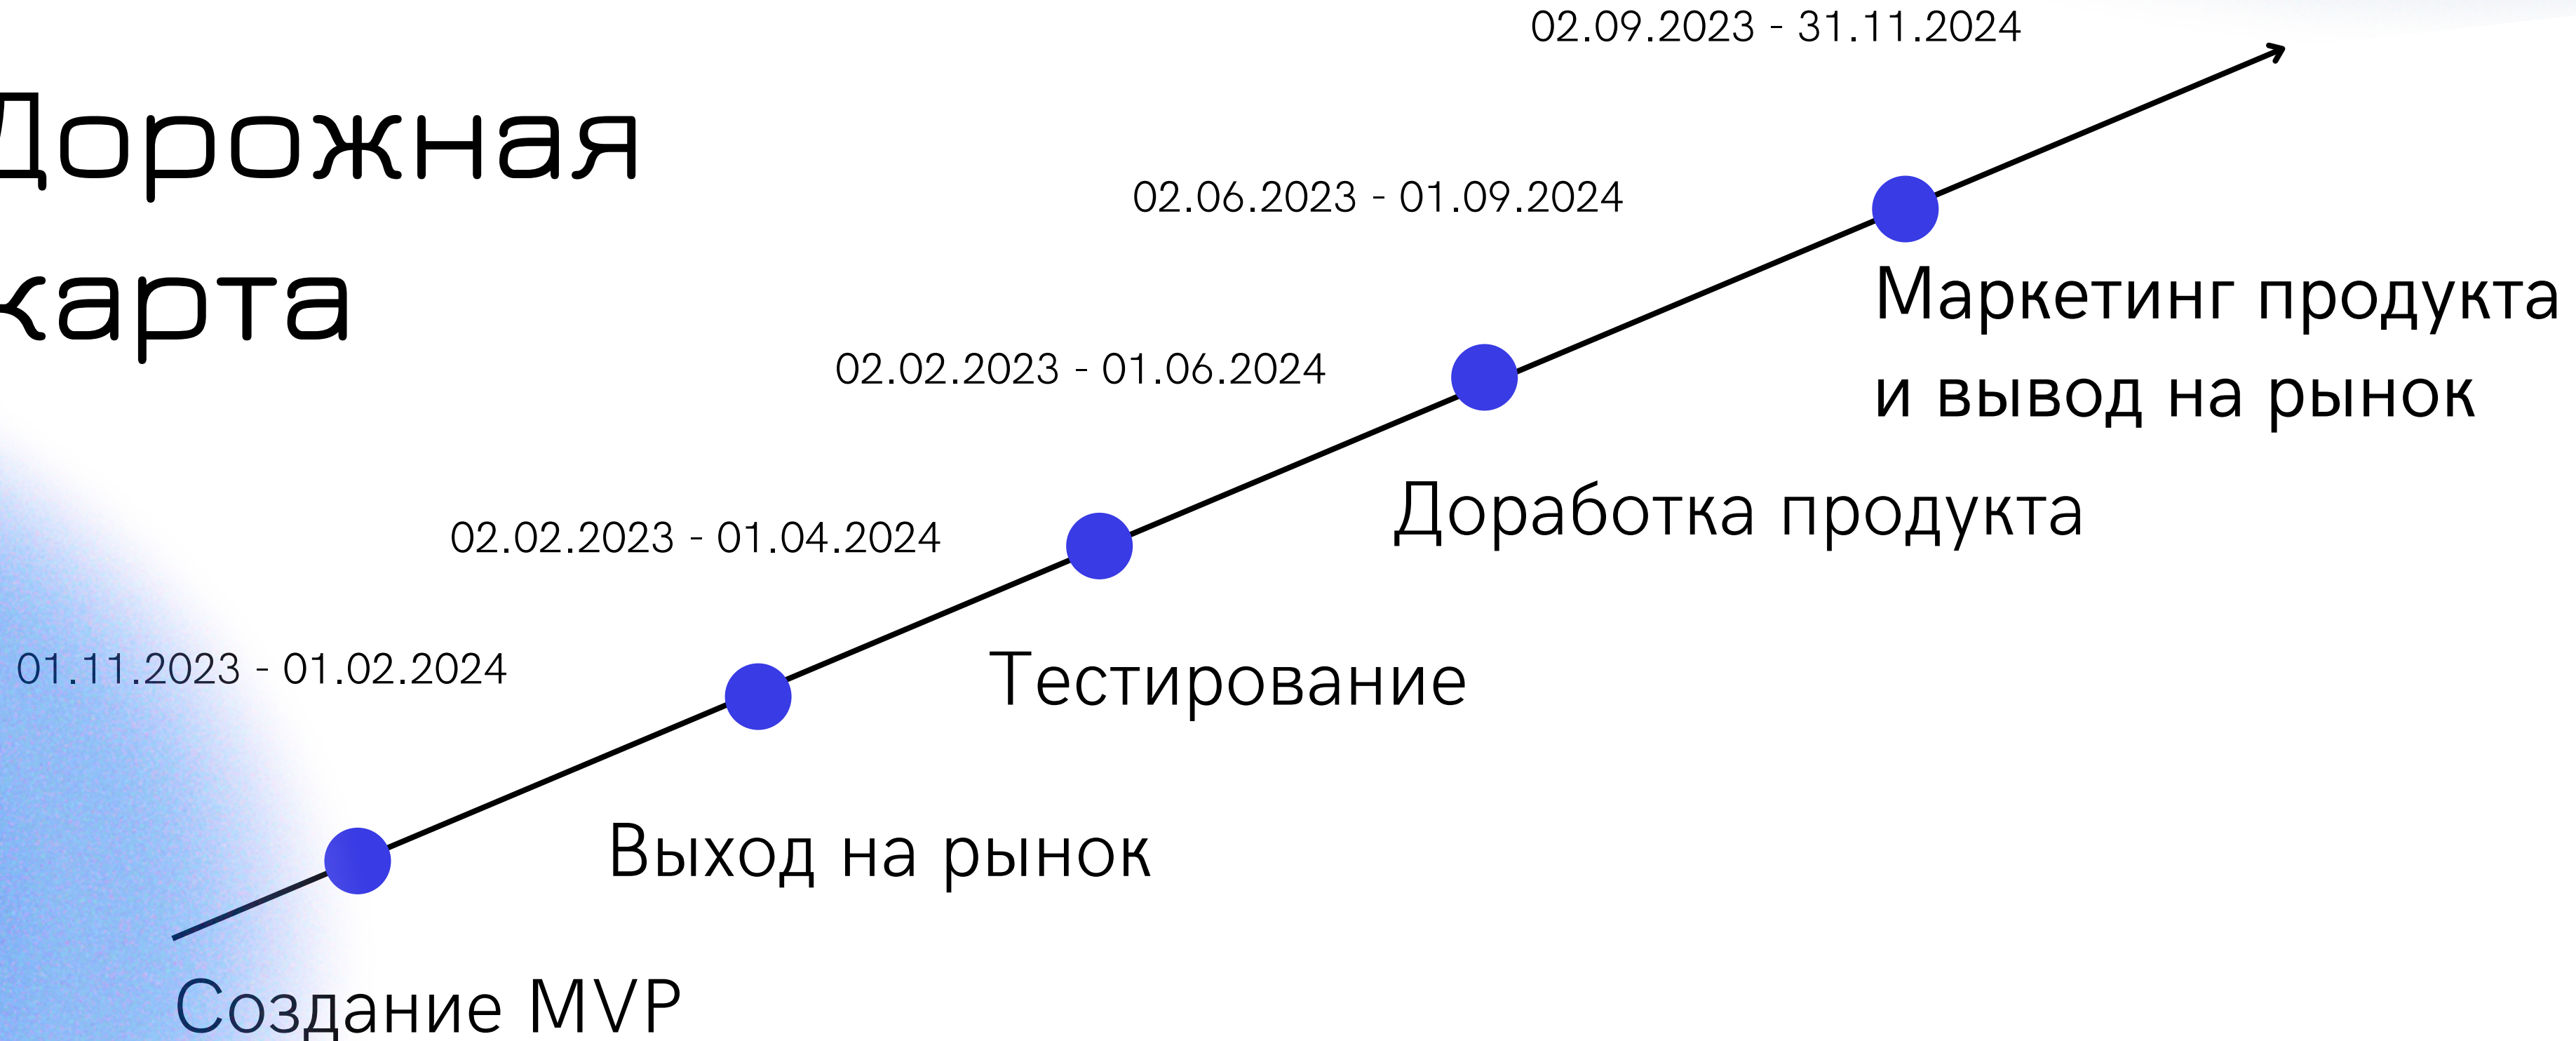 Дорожная
карта
02.09.2023 - 31.11.2024
Маркетинг продукта
и вывод на рынок
02.06.2023 - 01.09.2024
Доработка продукта
02.02.2023 - 01.06.2024
Тестирование
02.02.2023 - 01.04.2024
Выход на рынок
01.11.2023 - 01.02.2024
Создание MVP